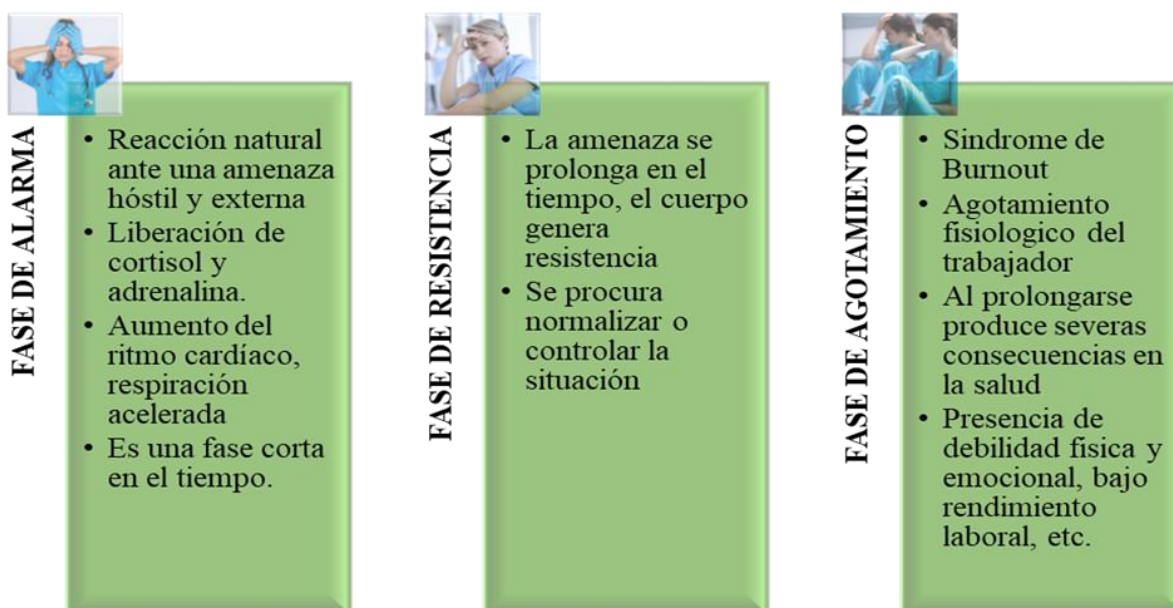 FASE DE ALARMA
• Reacción natural
ante una amenaza
hóstil y externa
• Liberación de
cortisol y
adrenalina.
• Aumento del
ritmo cardíaco,
respiración
acelerada
• Es una fase corta
en el tiempo.
FASE DE RESISTENCIA
• La amenaza se
prolonga en el
tiempo, el cuerpo
genera
resistencia
• Se procura
normalizar o
controlar la
situación
FASE DE AGOTAMIENTO
• Sindrome de
Burnout
• Agotamiento
fisiologico del
trabajador
• Al prolongarse
produce severas
consecuencias en
la salud
• Presencia de
debilidad fisica y
emocional, bajo
rendimiento
laboral, etc.